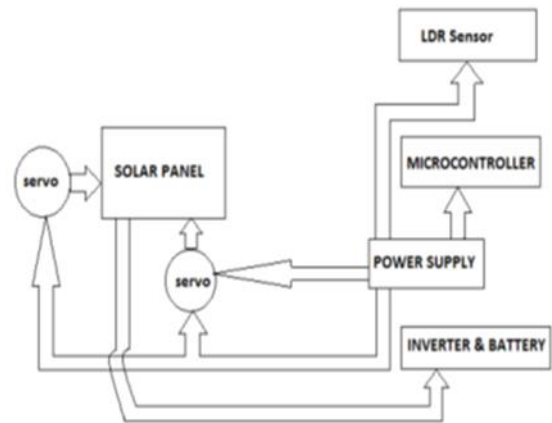 LDR Sensor
MICROCONTROLLER
SOLAR PANEL
servo
POWER SUPPLY
servo
INVERTER & BATTERY